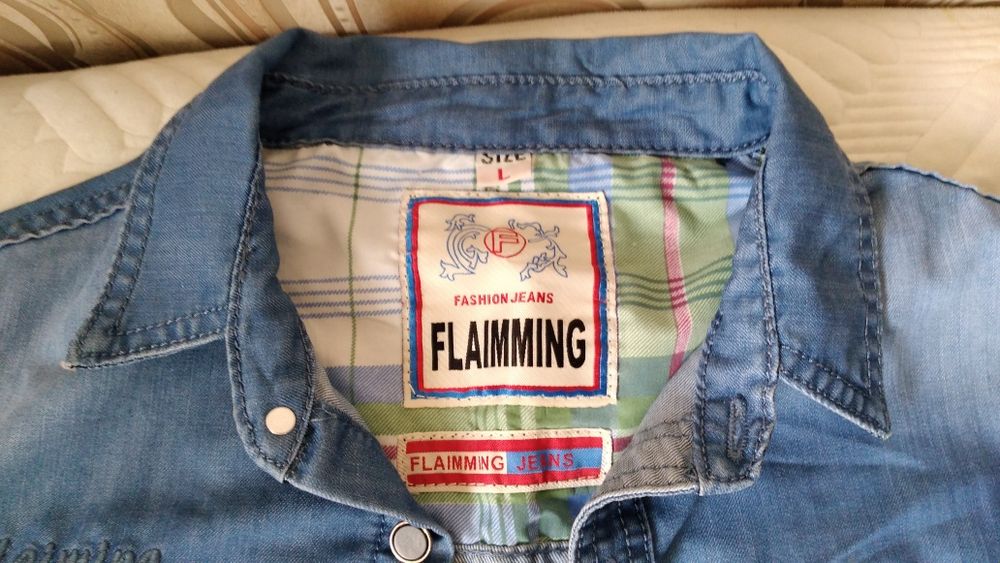 SIZE
L
F
FASHION JEANS
FLAIMMING
FLAIMMING JEANS